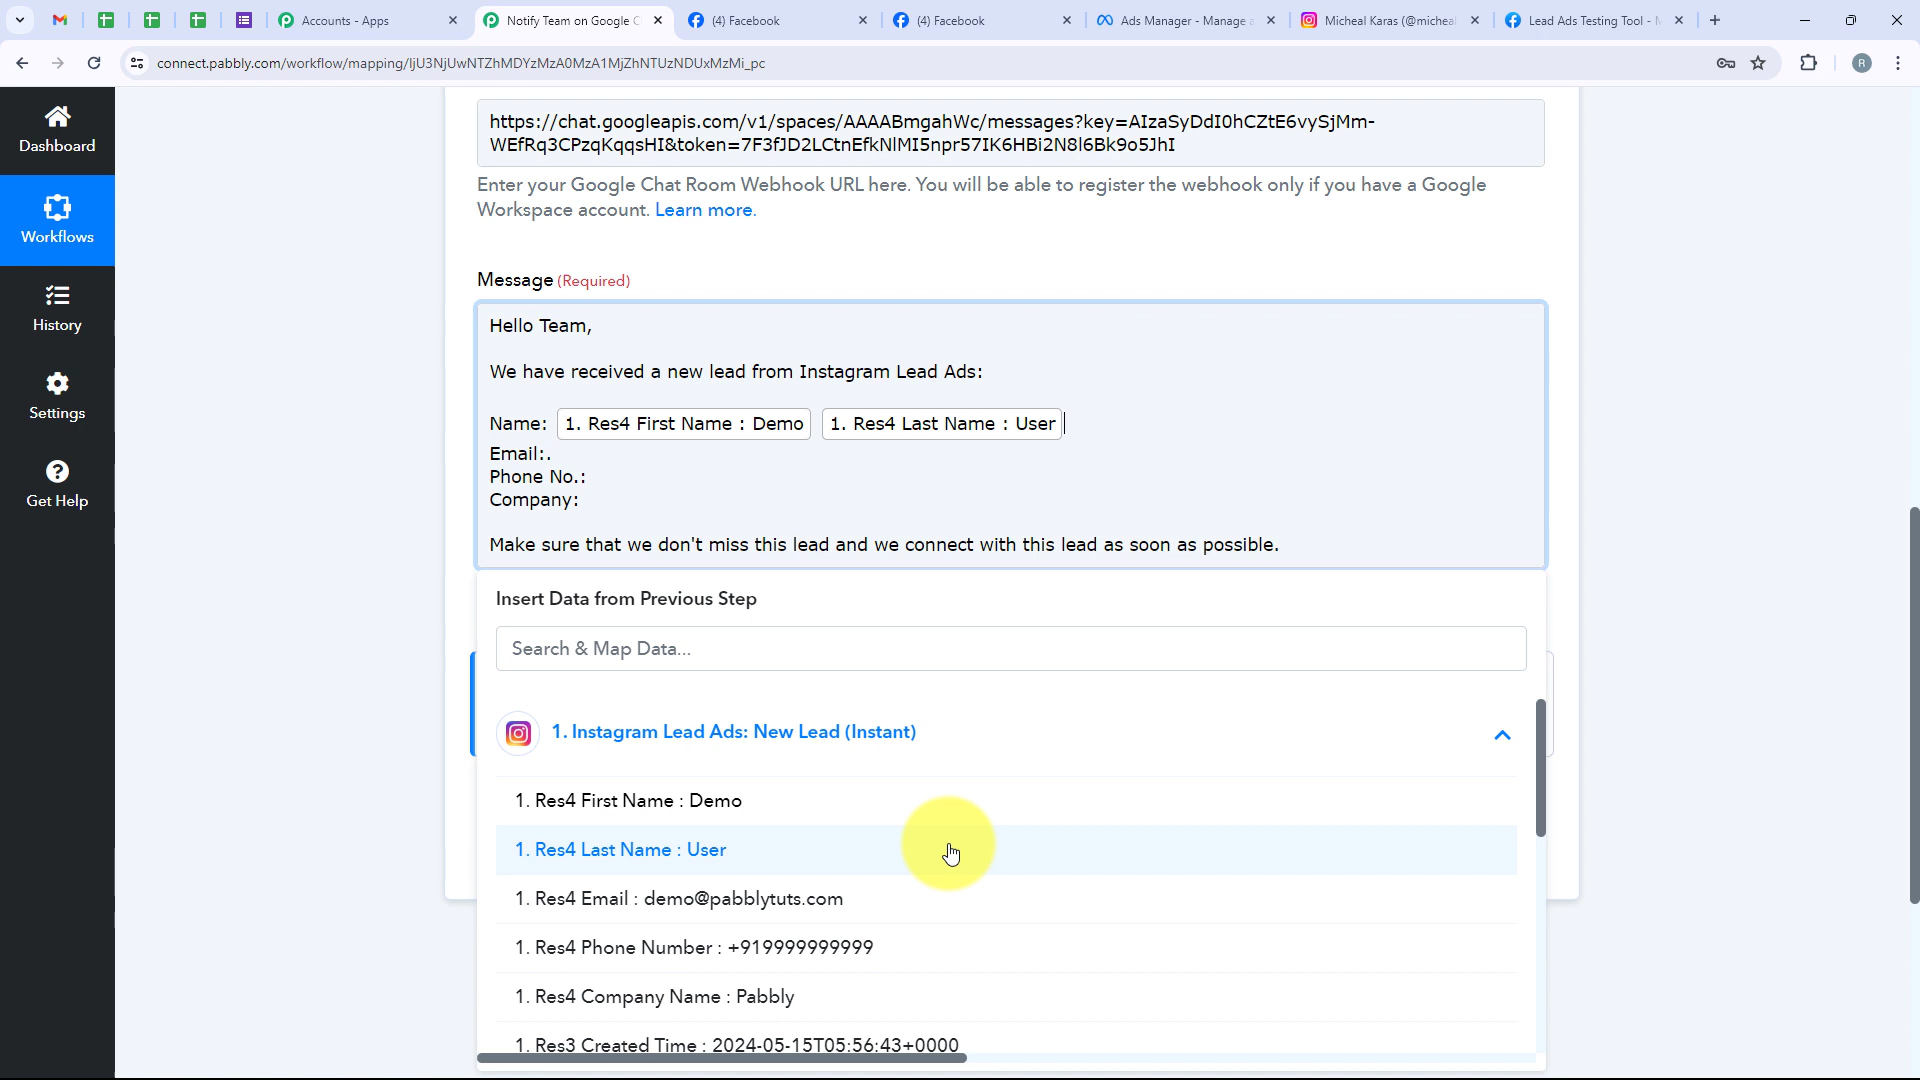 Accounts - Apps
Notify Team on Google C
(4) Facebook
(4) Facebook
Ads Manager - Manage a
Micheal Karas (@micheal
Lead Ads Testing Tool - M
connect.pabbly.com/workflow/mapping/IjU3NjUwNTZhMDYzMzA0MzA1MjZhNTUzNDUxMzMi_pc
R
Dashboard
Workflows
History
Settings
Get Help
https://chat.googleapis.com/v1/spaces/AAAABmgahWc/messages?key=AIzaSyDdI0hCZtE6vySjMm-
WEfRq3CPzqKqqsHI&token=7F3fJD2LCtnEfkNlMI5npr57IK6HBi2N8l6Bk9o5JhI
Enter your Google Chat Room Webhook URL here. You will be able to register the webhook only if you have a Google
Workspace account. Learn more.
Message (Required)
Hello Team,
We have received a new lead from Instagram Lead Ads:
Name: 1. Res4 First Name : Demo 1. Res4 Last Name : User
Email:.
Phone No.:
Company:
Make sure that we don't miss this lead and we connect with this lead as soon as possible.
Insert Data from Previous Step
Search & Map Data...
1. Instagram Lead Ads: New Lead (Instant)
1. Res4 First Name : Demo
1. Res4 Last Name : User
1. Res4 Email : demo@pabblytuts.com
1. Res4 Phone Number : +919999999999
1. Res4 Company Name : Pabbly
1. Res3 Created Time : 2024-05-15T05:56:43+0000